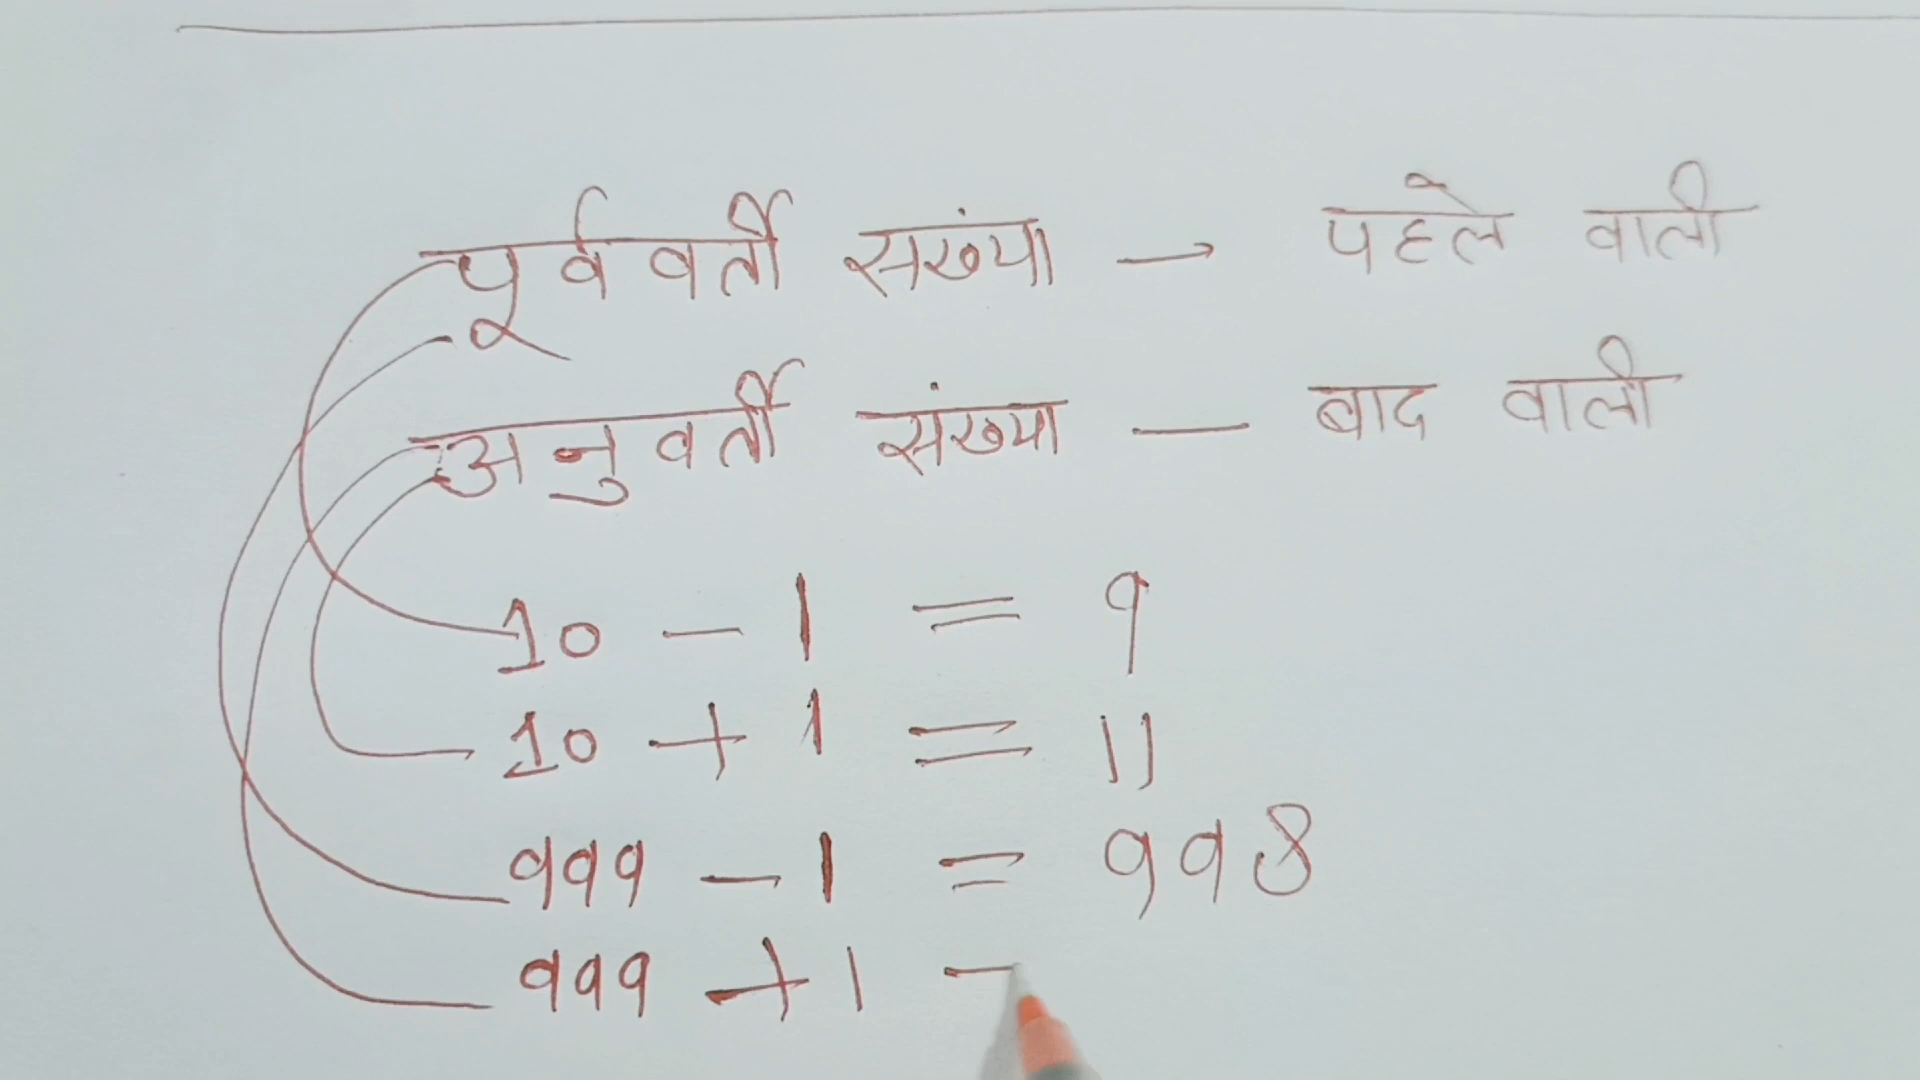 पूर्ववर्ती संख्या → पहले वाली
अनुवर्ती संख्या — बाद वाली
10 - 1 = 9
10 + 1 = 11
999 - 1 = 998
999 + 1 -